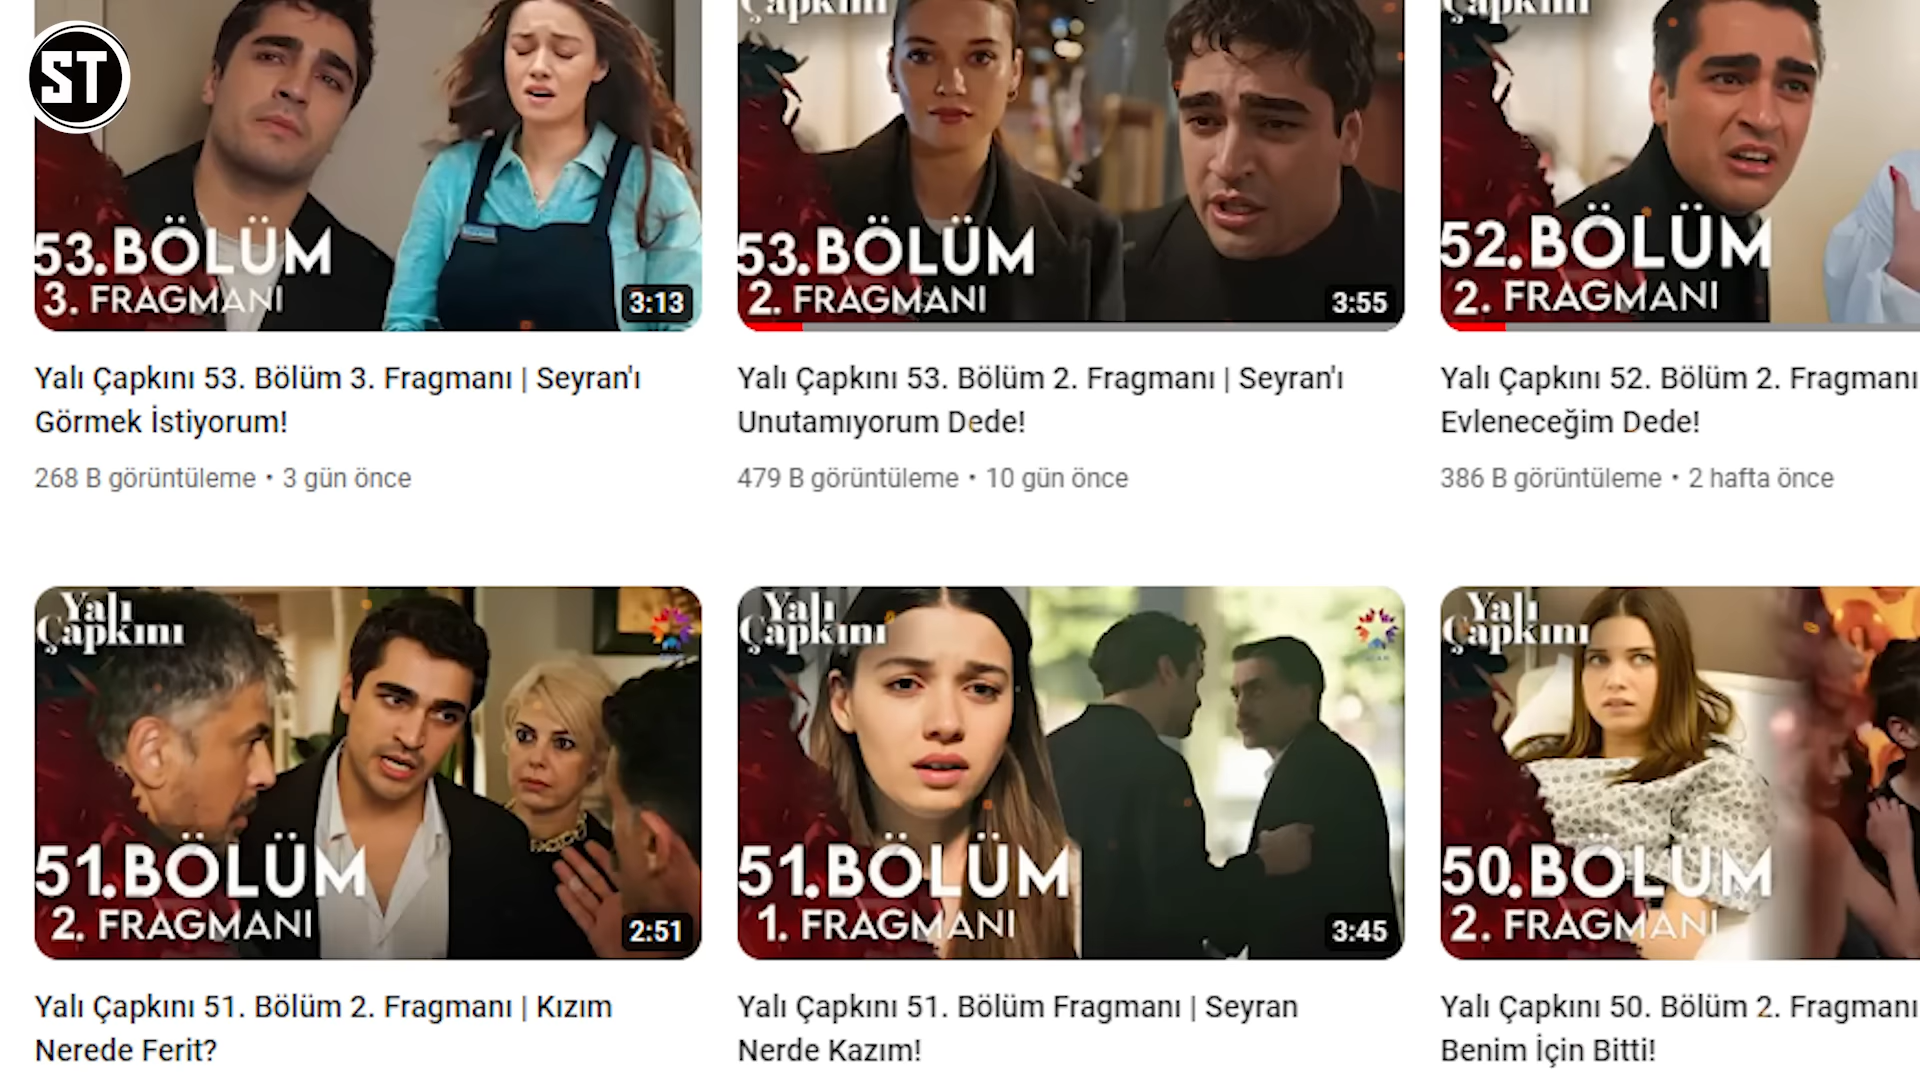 ST
Çapkını
Çapkını
53.BÖLÜM
3. FRAGMANI
3:13
53.BÖLÜM
2. FRAGMANI
3:55
52.BÖLÜM
2. FRAGMANI
Yalı Çapkını 53. Bölüm 3. Fragmanı | Seyran'ı
Görmek İstiyorum!
268 B görüntüleme • 3 gün önce
Yalı Çapkını 53. Bölüm 2. Fragmanı | Seyran'ı
Unutamıyorum Dede!
479 B görüntüleme • 10 gün önce
Yalı Çapkını 52. Bölüm 2. Fragmanı
Evleneceğim Dede!
386 B görüntüleme • 2 hafta önce
Yalı
Çapkını
51.BÖLÜM
2. FRAGMANI
2:51
Yalı
Çapkını
51.BÖLÜM
1. FRAGMANI
3:45
Yalı
Çapkını
50.BÖLÜM
2. FRAGMANI
Yalı Çapkını 51. Bölüm 2. Fragmanı | Kızım
Nerede Ferit?
Yalı Çapkını 51. Bölüm Fragmanı | Seyran
Nerde Kazım!
Yalı Çapkını 50. Bölüm 2. Fragmanı
Benim İçin Bitti!